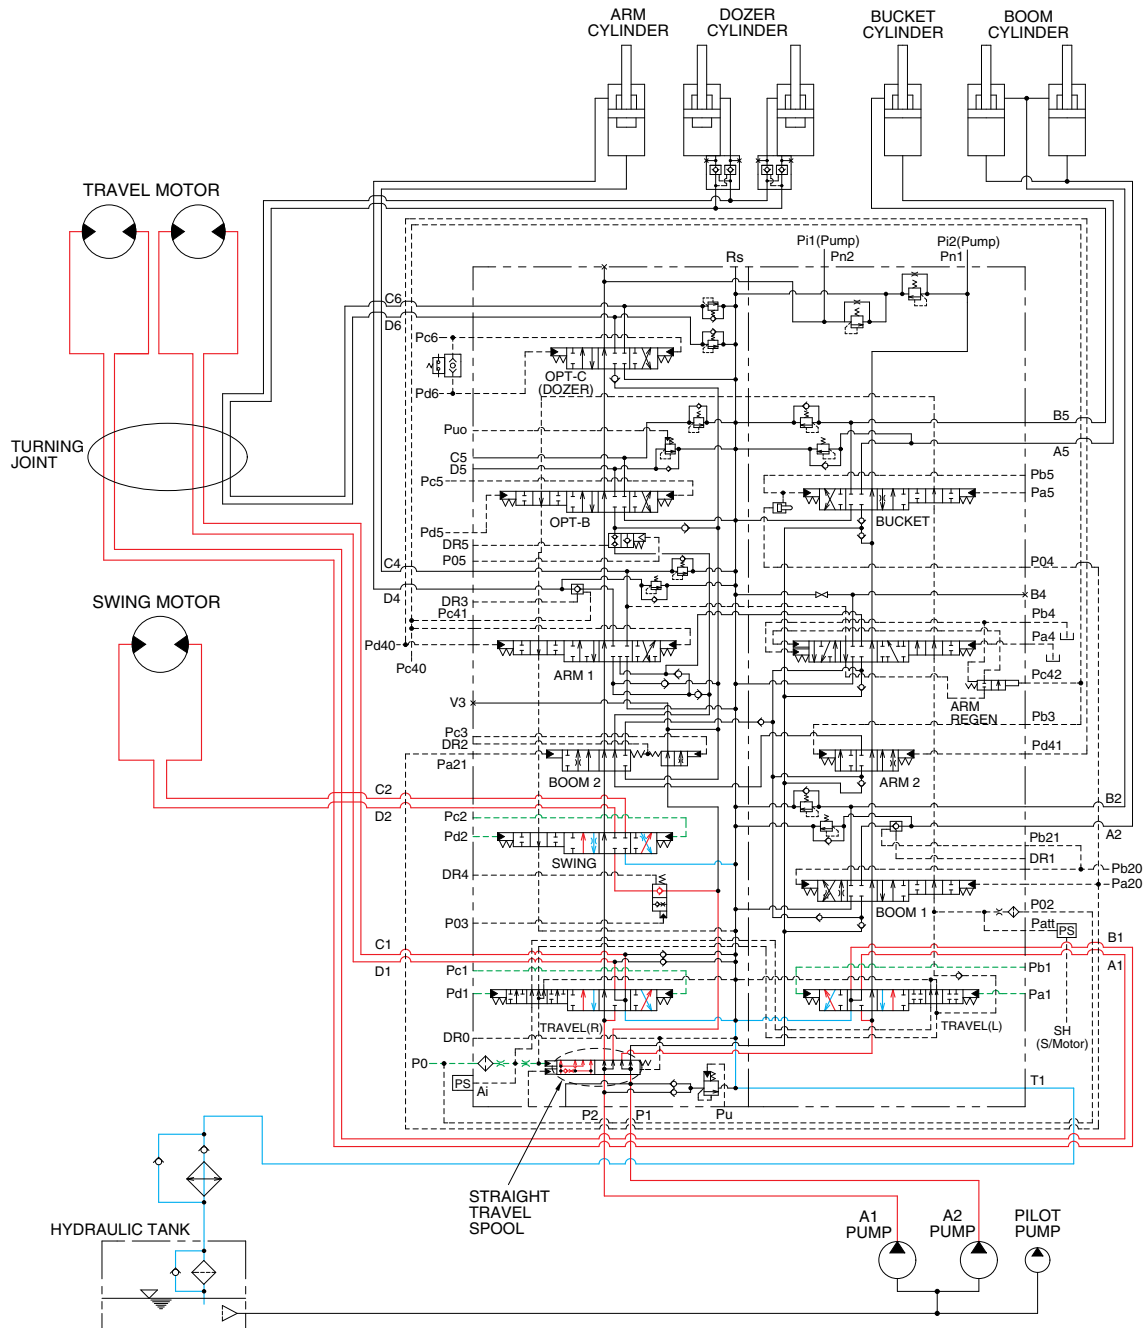 ARM
CYLINDER
DOZER
CYLINDER
BUCKET
CYLINDER
BOOM
CYLINDER
TRAVEL MOTOR
Pi1(Pump)
Pn2
Pi2(Pump)
Pn1
Rs
C6
D6
Pc6
Pd6
OPT-C
(DOZER)
Puo
C5
D5
Pc5
Pd5
OPT-B
DR5
P05
B5
A5
Pb5
Pa5
BUCKET
P04
TURNING
JOINT
C4
D4
DR3
Pc41
Pd40
Pc40
ARM 1
B4
Pb4
Pa4
Pc42
ARM
REGEN
SWING MOTOR
V3
Pc3
DR2
Pa21
BOOM 2
Pb3
Pd41
ARM 2
C2
D2
Pc2
Pd2
SWING
DR4
P03
B2
A2
Pb21
DR1
Pb20
Pa20
BOOM 1
P02
Patt
PS
C1
D1
Pc1
Pd1
TRAVEL(R)
B1
A1
Pb1
Pa1
TRAVEL(L)
SH
(S/Motor)
DR0
P0
PS
Ai
T1
P2
P1
Pu
STRAIGHT
TRAVEL
SPOOL
HYDRAULIC TANK
A1
PUMP
A2
PUMP
PILOT
PUMP